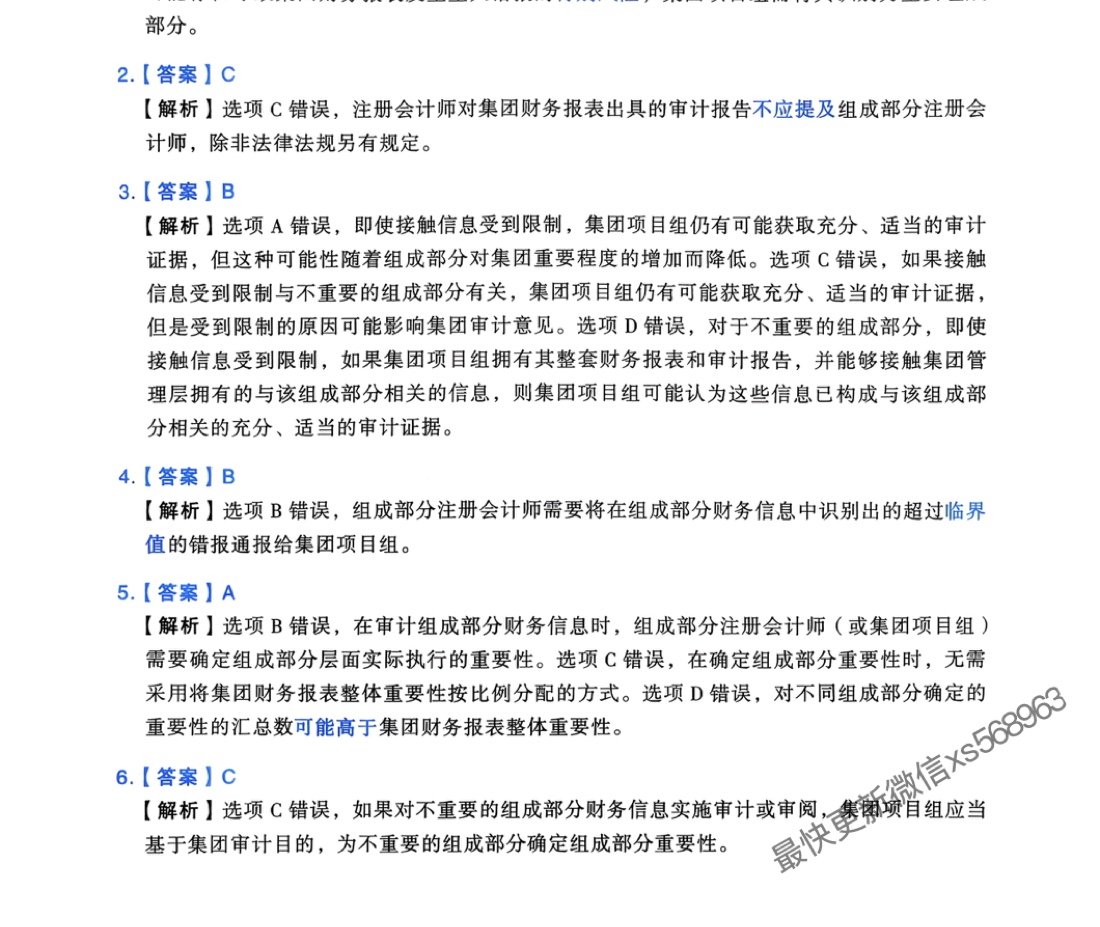 部分。
2.【答案】C
【解析】选项 C 错误，注册会计师对集团财务报表出具的审计报告不应提及组成部分注册会
计师，除非法律法规另有规定。
3.【答案】B
【解析】选项 A 错误，即使接触信息受到限制，集团项目组仍有可能获取充分、适当的审计
证据，但这种可能性随着组成部分对集团重要程度的增加而降低。选项 C 错误，如果接触
信息受到限制与不重要的组成部分有关，集团项目组仍有可能获取充分、适当的审计证据，
但是受到限制的原因可能影响集团审计意见。选项 D 错误，对于不重要的组成部分，即使
接触信息受到限制，如果集团项目组拥有其整套财务报表和审计报告，并能够接触集团管
理层拥有的与该组成部分相关的信息，则集团项目组可能认为这些信息已构成与该组成部
分相关的充分、适当的审计证据。
4.【答案】B
【解析】选项 B 错误，组成部分注册会计师需要将在组成部分财务信息中识别出的超过临界
值的错报通报给集团项目组。
5.【答案】A
【解析】选项 B 错误，在审计组成部分财务信息时，组成部分注册会计师（或集团项目组）
需要确定组成部分层面实际执行的重要性。选项 C 错误，在确定组成部分重要性时，无需
采用将集团财务报表整体重要性按比例分配的方式。选项 D 错误，对不同组成部分确定的
重要性的汇总数可能高于集团财务报表整体重要性。
6.【答案】C
【解析】选项 C 错误，如果对不重要的组成部分财务信息实施审计或审阅，集团项目组应当
基于集团审计目的，为不重要的组成部分确定组成部分重要性。
最快更新微信xs568963